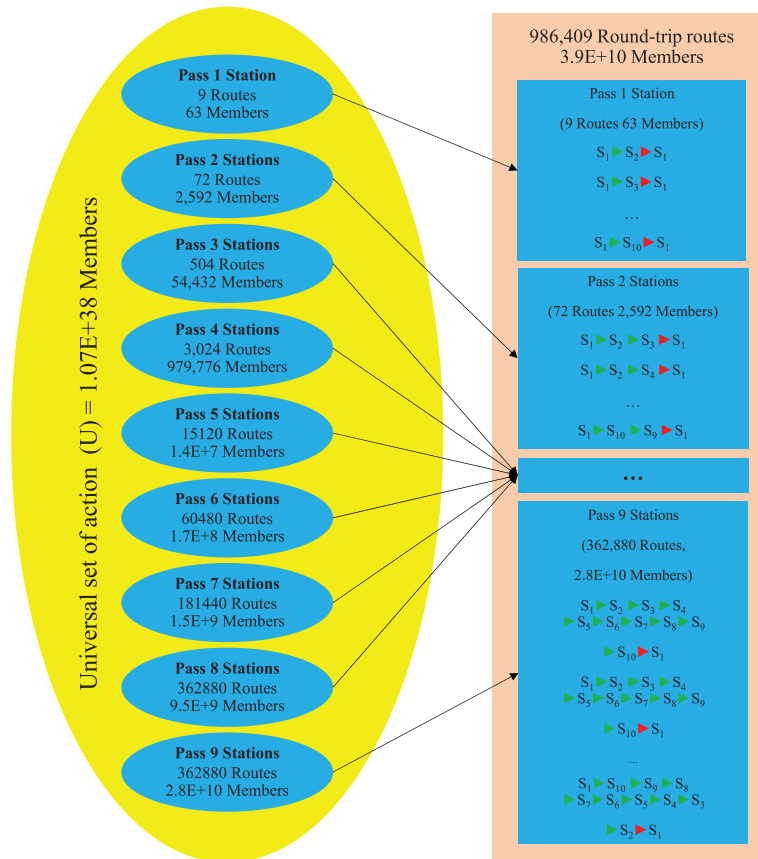 Universal set of action (U) = 1.07E+38 Members
Pass 1 Station
9 Routes
63 Members
Pass 2 Stations
72 Routes
2,592 Members
Pass 3 Stations
504 Routes
54,432 Members
Pass 4 Stations
3,024 Routes
979,776 Members
Pass 5 Stations
15120 Routes
1.4E+7 Members
Pass 6 Stations
60480 Routes
1.7E+8 Members
Pass 7 Stations
181440 Routes
1.5E+9 Members
Pass 8 Stations
362880 Routes
9.5E+9 Members
Pass 9 Stations
362880 Routes
2.8E+10 Members
986,409 Round-trip routes
3.9E+10 Members
Pass 1 Station
(9 Routes 63 Members)
S1 ▶ S2 ▶ S1
S1 ▶ S3 ▶ S1
...
S1 ▶ S10 ▶ S1
Pass 2 Stations
(72 Routes 2,592 Members)
S1 ▶ S2 ▶ S3 ▶ S1
S1 ▶ S2 ▶ S4 ▶ S1
...
S1 ▶ S10 ▶ S9 ▶ S1
...
Pass 9 Stations
(362,880 Routes,
2.8E+10 Members)
S1 ▶ S2 ▶ S3 ▶ S4
▶ S5 ▶ S6 ▶ S7 ▶ S8 ▶ S9
▶ S10 ▶ S1
S1 ▶ S2 ▶ S3 ▶ S4
▶ S5 ▶ S6 ▶ S7 ▶ S8 ▶ S9
▶ S10 ▶ S1
...
S1 ▶ S10 ▶ S9 ▶ S8
▶ S7 ▶ S6 ▶ S5 ▶ S4 ▶ S3
▶ S2 ▶ S1